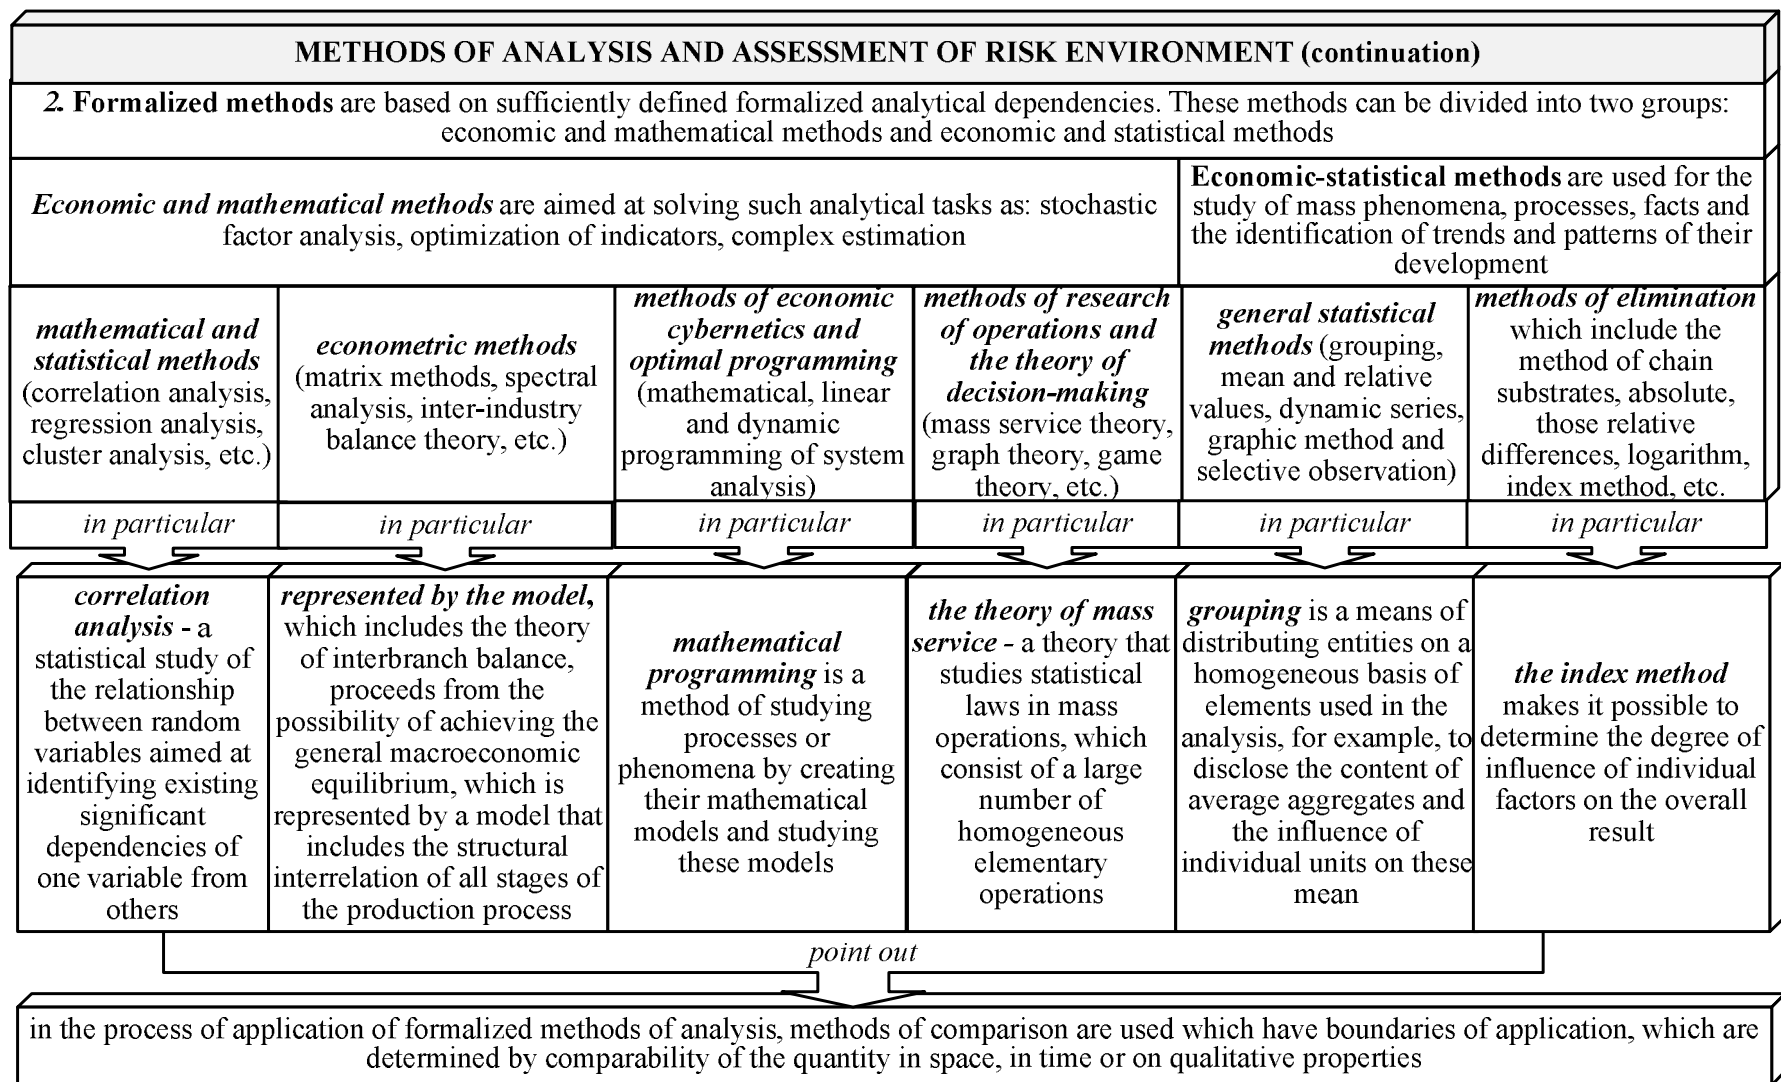 METHODS OF ANALYSIS AND ASSESSMENT OF RISK ENVIRONMENT (continuation)
2. Formalized methods are based on sufficiently defined formalized analytical dependencies. These methods can be divided into two groups:
economic and mathematical methods and economic and statistical methods
Economic and mathematical methods are aimed at solving such analytical tasks as: stochastic
factor analysis, optimization of indicators, complex estimation
Economic-statistical methods are used for the
study of mass phenomena, processes, facts and
the identification of trends and patterns of their
development
mathematical and
statistical methods
(correlation analysis,
regression analysis,
cluster analysis, etc.)
econometric methods
(matrix methods, spectral
analysis, inter-industry
balance theory, etc.)
methods of economic
cybernetics and
optimal programming
(mathematical, linear
and dynamic
programming of system
analysis)
methods of research
of operations and
the theory of
decision-making
(mass service theory,
graph theory, game
theory, etc.)
general statistical
methods (grouping,
mean and relative
values, dynamic series,
graphic method and
selective observation)
methods of elimination
which include the
method of chain
substrates, absolute,
those relative
differences, logarithm,
index method, etc.
in particular
in particular
in particular
in particular
in particular
in particular
correlation
analysis - a
statistical study of
the relationship
between random
variables aimed at
identifying existing
significant
dependencies of
one variable from
others
represented by the model,
which includes the theory
of interbranch balance,
proceeds from the
possibility of achieving the
general macroeconomic
equilibrium, which is
represented by a model that
includes the structural
interrelation of all stages of
the production process
mathematical
programming is a
method of studying
processes or
phenomena by creating
their mathematical
models and studying
these models
the theory of mass
service - a theory that
studies statistical
laws in mass
operations, which
consist of a large
number of
homogeneous
elementary
operations
grouping is a means of
distributing entities on a
homogeneous basis of
elements used in the
analysis, for example, to
disclose the content of
average aggregates and
the influence of
individual units on these
mean
the index method
makes it possible to
determine the degree of
influence of individual
factors on the overall
result
point out
in the process of application of formalized methods of analysis, methods of comparison are used which have boundaries of application, which are
determined by comparability of the quantity in space, in time or on qualitative properties